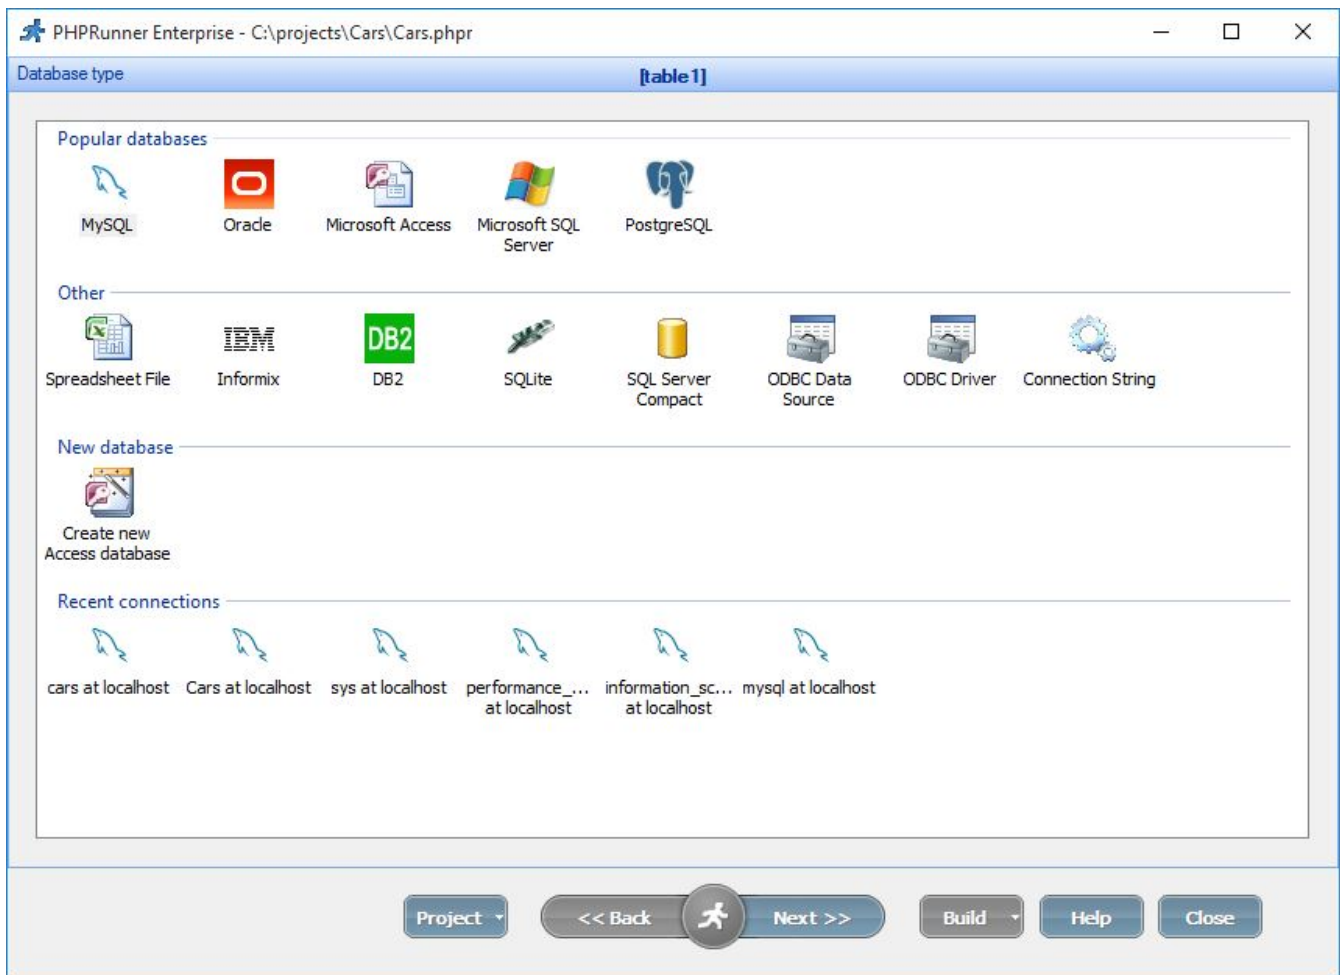 PHPRunner Enterprise - C:\projects\Cars\Cars.phpr
Database type
[table1]
Popular databases
MySQL
Oracle
Microsoft Access
Microsoft SQL
Server
PostgreSQL
Other
Spreadsheet File
IBM
Informix
DB2
DB2
SQLite
SQL Server
Compact
ODBC Data
Source
ODBC Driver
Connection String
New database
Create new
Access database
Recent connections
cars at localhost
Cars at localhost
sys at localhost
performance_...
at localhost
information_sc...
at localhost
mysql at localhost
Project
<< Back
Next >>
Build
Help
Close